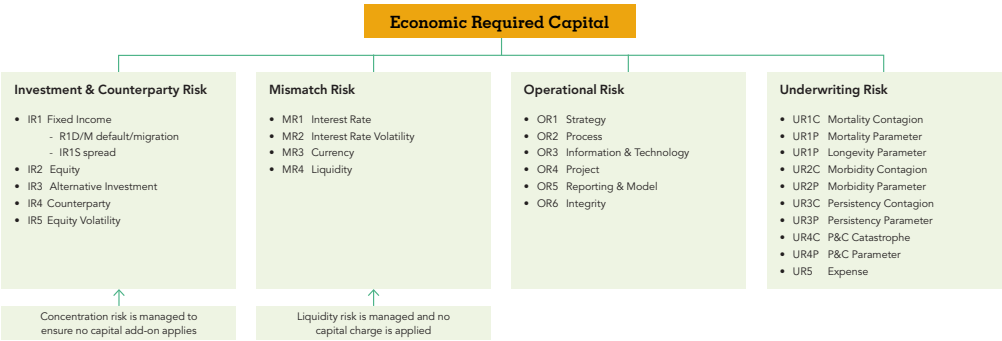 Economic Required Capital
Investment & Counterparty Risk
• IR1 Fixed Income
- R1D/M default/migration
- IR1S spread
• IR2 Equity
• IR3 Alternative Investment
• IR4 Counterparty
• IR5 Equity Volatility
Concentration risk is managed to
ensure no capital add-on applies
Mismatch Risk
• MR1 Interest Rate
• MR2 Interest Rate Volatility
• MR3 Currency
• MR4 Liquidity
Liquidity risk is managed and no
capital charge is applied
Operational Risk
• OR1 Strategy
• OR2 Process
• OR3 Information & Technology
• OR4 Project
• OR5 Reporting & Model
• OR6 Integrity
Underwriting Risk
• UR1C Mortality Contagion
• UR1P Mortality Parameter
• UR1P Longevity Parameter
• UR2C Morbidity Contagion
• UR2P Morbidity Parameter
• UR3C Persistency Contagion
• UR3P Persistency Parameter
• UR4C P&C Catastrophe
• UR4P P&C Parameter
• UR5 Expense